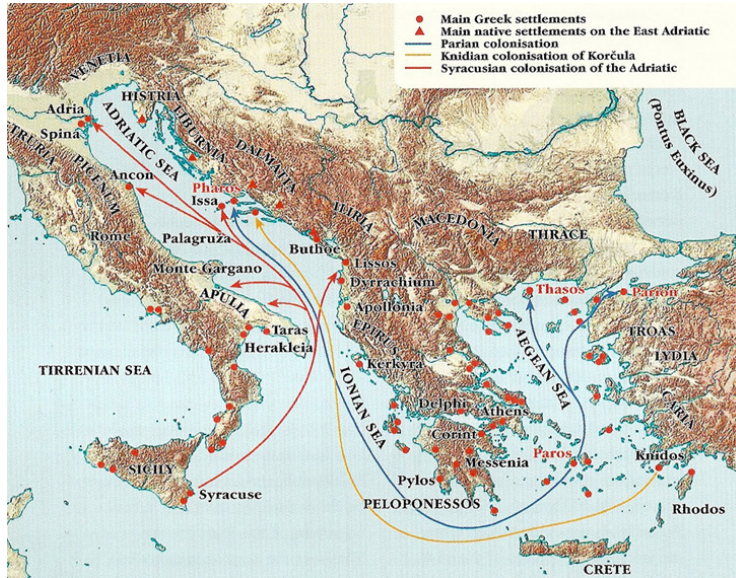 Main Greek settlements
Main native settlements on the East Adriatic
Parian colonisation
Knidian colonisation of Korčula
Syracusian colonisation of the Adriatic
VENETIA
HISTRIA
Adria
Spina
ADRIATIC SEA
LIBURNIA
BLACK SEA
(Pontus Euxinus)
ETRURIA
PICENUM
DALMATIA
Ancon
Pharos
Issa
ILIRIA
MACEDONIA
Rome
Palagruža
THRACE
Buthoe
Lissos
Monte Gargano
Dyrrachium
Thasos
Parion
APULIA
Apollonia
Taras
Herakleia
EPIRUS
TROAS
LYDIA
AEGEAN SEA
TIRRENIAN SEA
Kerkyra
IONIAN SEA
Delphi
Athens
CARIA
Corint
Paros
Knidos
SICILY
Messenia
Syracuse
Pylos
PELOPONESSOS
Rhodos
CRETE